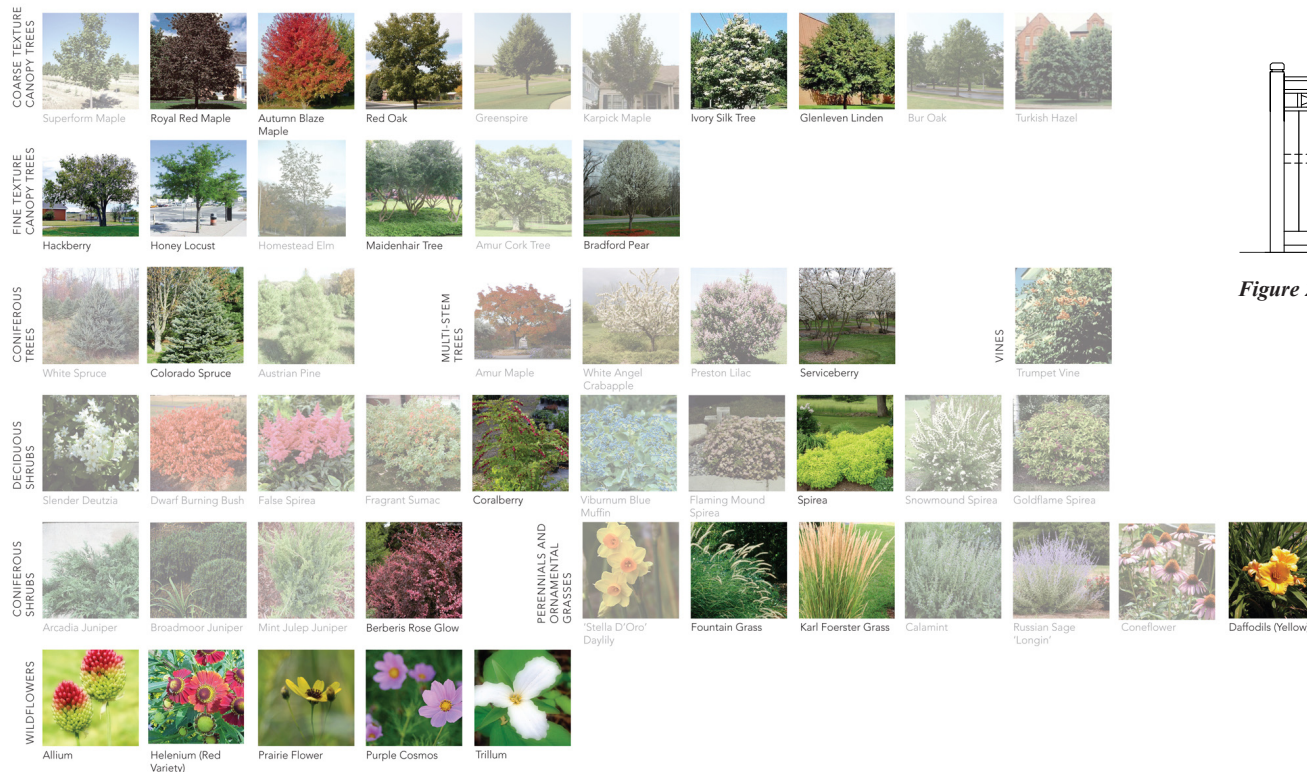 COARSE TEXTURE
CANOPY TREES
Superform Maple
Royal Red Maple
Autumn Blaze
Maple
Red Oak
Greenspire
Karpick Maple
Ivory Silk Tree
Glenleven Linden
Bur Oak
Turkish Hazel
FINE TEXTURE
CANOPY TREES
Hackberry
Honey Locust
Homestead Elm
Maidenhair Tree
Amur Cork Tree
Bradford Pear
Figure
CONIFEROUS
TREES
White Spruce
Colorado Spruce
Austrian Pine
MULTI-STEM
TREES
Amur Maple
White Angel
Crabapple
Preston Lilac
Serviceberry
VINES
Trumpet Vine
DECIDUOUS
SHRUBS
Slender Deutzia
Dwarf Burning Bush
False Spirea
Fragrant Sumac
Coralberry
Viburnum Blue
Muffin
Flaming Mound
Spirea
Spirea
Snowmound Spirea
Goldflame Spirea
CONIFEROUS
SHRUBS
Arcadia Juniper
Broadmoor Juniper
Mint Julep Juniper
Berberis Rose Glow
PERENNIALS AND
ORNAMENTAL
GRASSES
'Stella D'Oro'
Daylily
Fountain Grass
Karl Foerster Grass
Calamint
Russian Sage
'Longin'
Coneflower
Daffodils (Yellow
WILDFLOWERS
Allium
Helenium (Red
Variety)
Prairie Flower
Purple Cosmos
Trillum